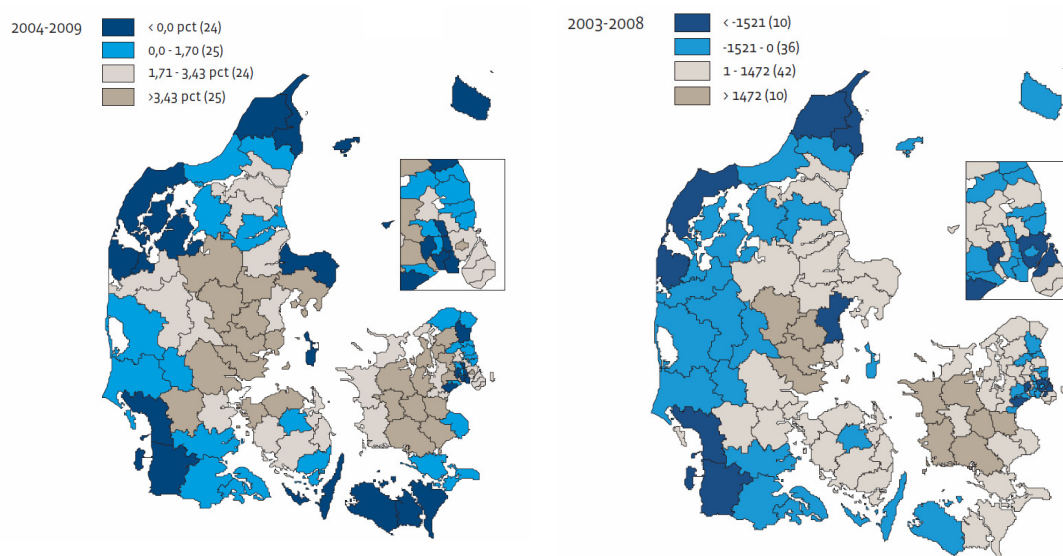 2004-2009
< 0,0 pct (24)
0,0 - 1,70 (25)
1,71 - 3,43 pct (24)
>3,43 pct (25)
2003-2008
< -1521 (10)
-1521 - 0 (36)
1 - 1472 (42)
> 1472 (10)